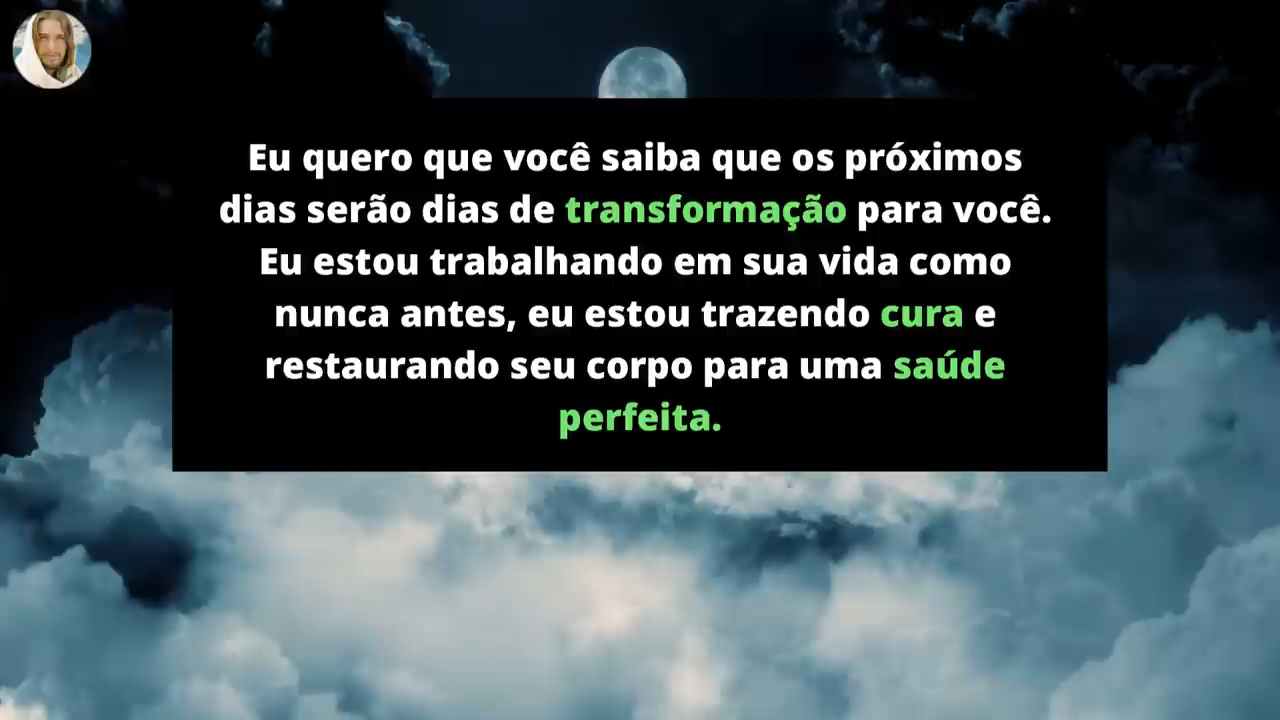 Eu quero que você saiba que os próximos
dias serão dias de transformação para você.
Eu estou trabalhando em sua vida como
nunca antes, eu estou trazendo cura e
restaurando seu corpo para uma saúde
perfeita.